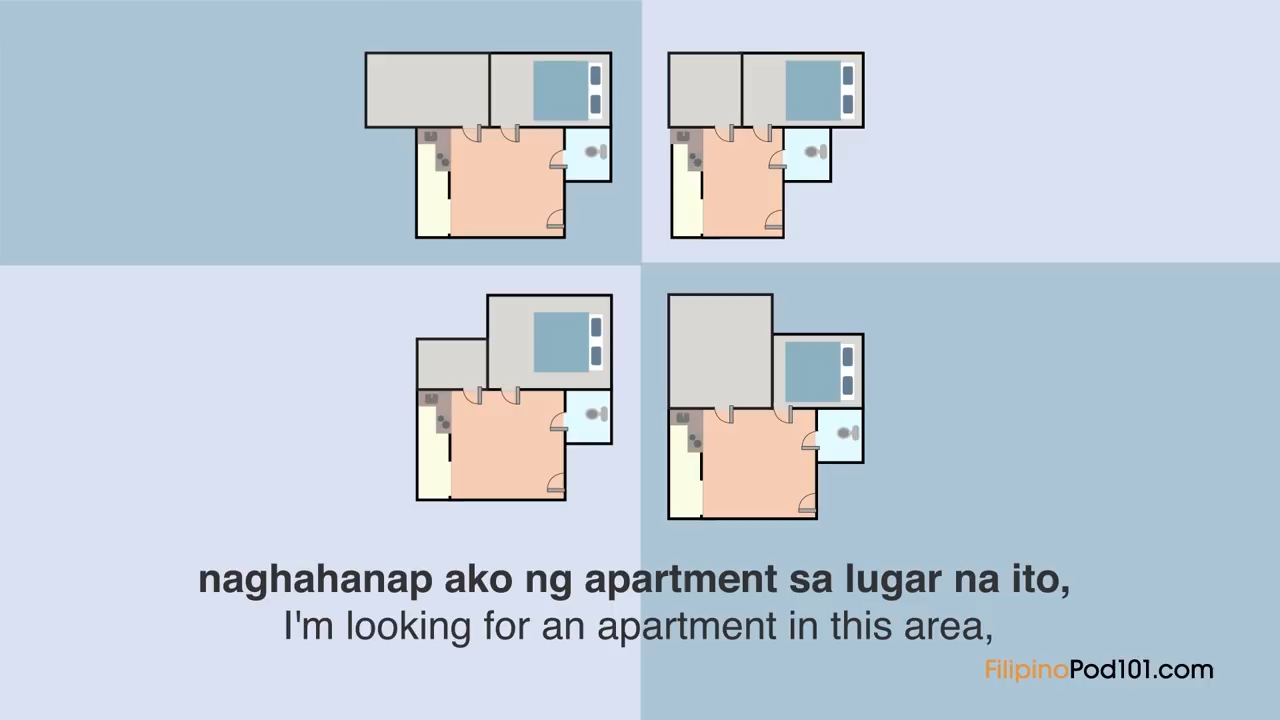 naghahanap ako ng apartment sa lugar na ito,
I'm looking for an apartment in this area,
FilipinoPod101.com